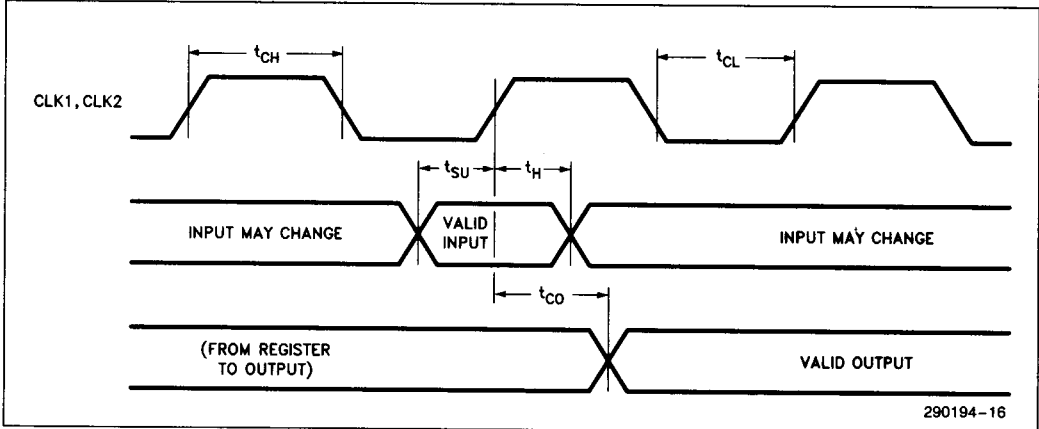 tCH
tCL
CLK1, CLK2
tSU
tH
INPUT MAY CHANGE
VALID
INPUT
INPUT MAY CHANGE
tCO
(FROM REGISTER
TO OUTPUT)
VALID OUTPUT
290194-16